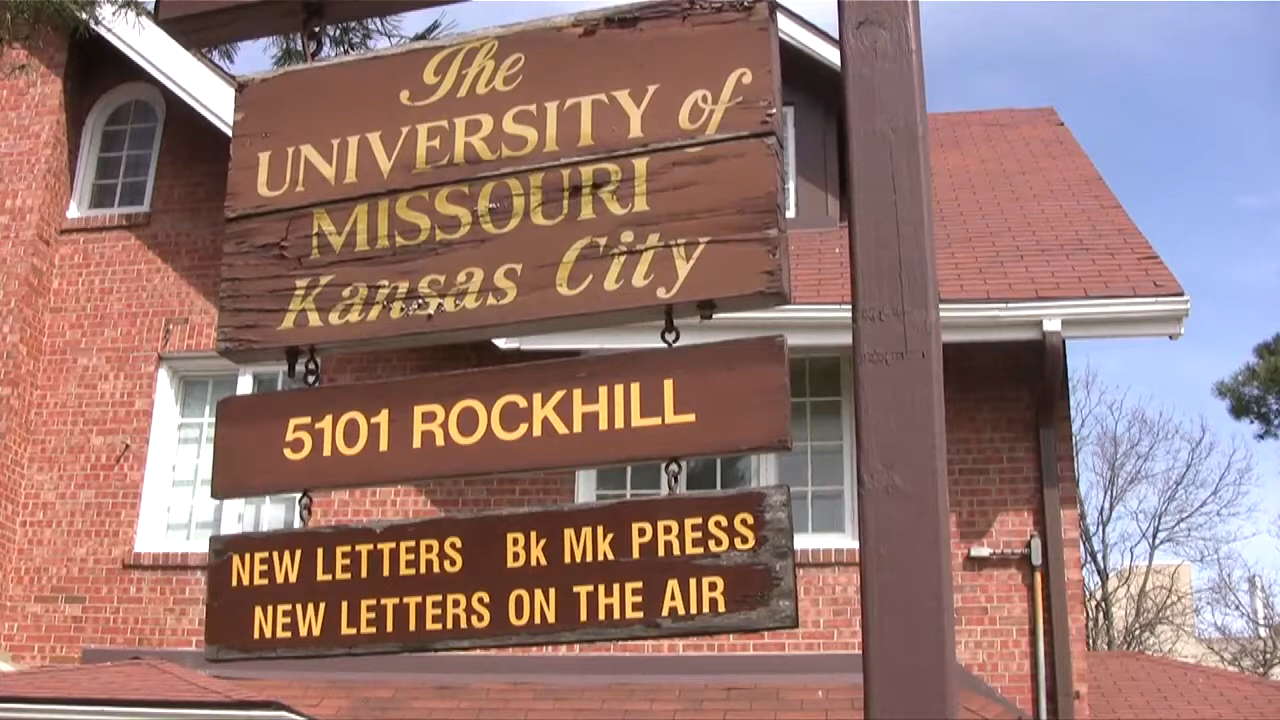 The
UNIVERSITY of
MISSOURI
Kansas City
5101 ROCKHILL
NEW LETTERS Bk Mk PRESS
NEW LETTERS ON THE AIR